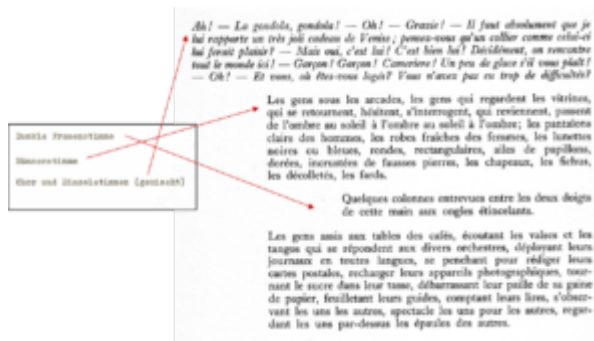 Ah! — La gondola, gondola! — Oh! — Grazie! — Il faut absolument que je
lui rapporte un très joli cadeau de Venise; pensez-vous qu'un collier comme celui-ci
lui ferait plaisir? — Mais oui, c'est lui! C'est bien lui! Décidément, on rencontre
tout le monde ici! — Garçon! Garçon! Cameriere! Un peu de glace s'il vous plaît!
— Oh! — Et vous, où êtes-vous logés? Vous n'avez pas eu trop de difficultés?
Les gens sous les arcades, les gens qui regardent les vitrines,
qui se retournent, hésitent, s'interrogent, qui reviennent, passent
de l'ombre au soleil à l'ombre au soleil à l'ombre; les pantalons
clairs des hommes, les robes fraîches des femmes, les lunettes
noires ou bleues, rondes, rectangulaires, ailes de papillons,
dorées, incrustées de fausses pierres, les chapeaux, les fichus,
les décolletés, les fards.
Dunkle Frauenstimme
Männerstimme
Chor und Einzelstimmen (gemischt)
Quelques colonnes entrevues entre les deux doigts
de cette main aux ongles étincelants.
Les gens assis aux tables des cafés, écoutant les valses et les
tangos qui se répondent aux divers orchestres, déployant leurs
journaux en toutes langues, se penchant pour rédiger leurs
cartes postales, recharger leurs appareils photographiques, tour-
nant le sucre dans leur tasse, débarrassant leur paille de sa gaine
de papier, feuilletant leurs guides, comptant leurs lires, s'obser-
vant les uns les autres, spectacle les uns pour les autres, regar-
dant les uns par-dessus les épaules des autres.